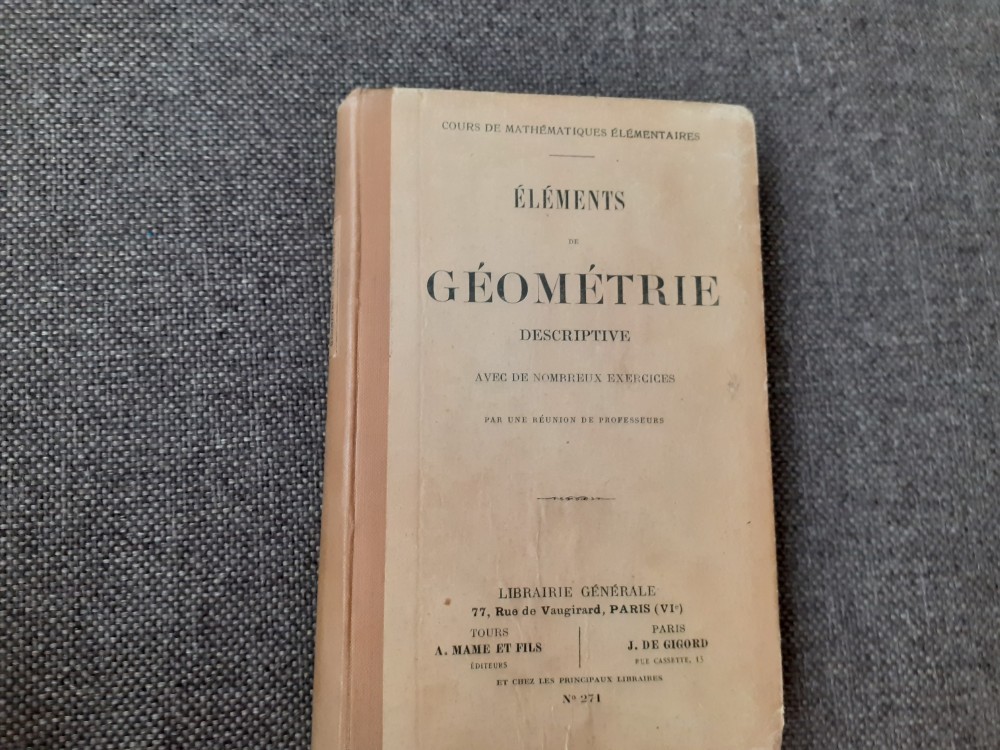 COURS DE MATHÉMATIQUES ÉLÉMENTAIRES
ÉLÉMENTS
DE
GÉOMÉTRIE
DESCRIPTIVE
AVEC DE NOMBREUX EXERCICES
PAR UNE RÉUNION DE PROFESSEURS
LIBRAIRIE GÉNÉRALE
77, Rue de Vaugirard, PARIS (VIe)
TOURS
A. MAME ET FILS
ÉDITEURS
PARIS
J. DE GIGORD
RUE CASSETTE, 15
ET CHEZ LES PRINCIPAUX LIBRAIRES
No 271